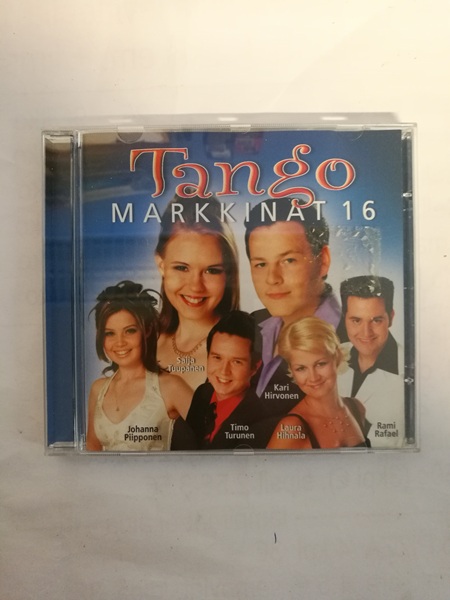 Tango
MARKKINAT 16
Saija
Tuupanen
Kari
Hirvonen
Johanna
Piipponen
Timo
Turunen
Laura
Hihnala
Rami
Rafael